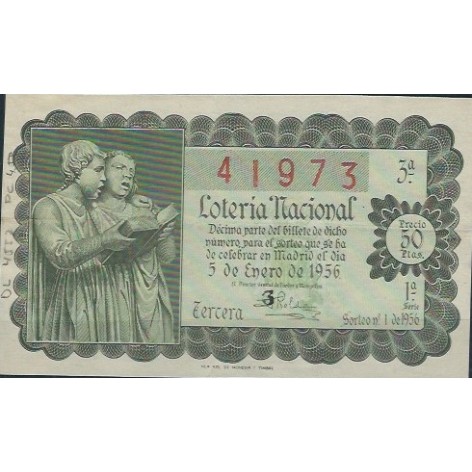 41973
3ª
Lotería Nacional
Décima parte del billete de dicho
número para el sorteo que se ha
de celebrar en Madrid el día
5 de Enero de 1956
Precio
50
Ptas.
1ª
Serie
3
Tercera
Sorteo nº 1 de 1956